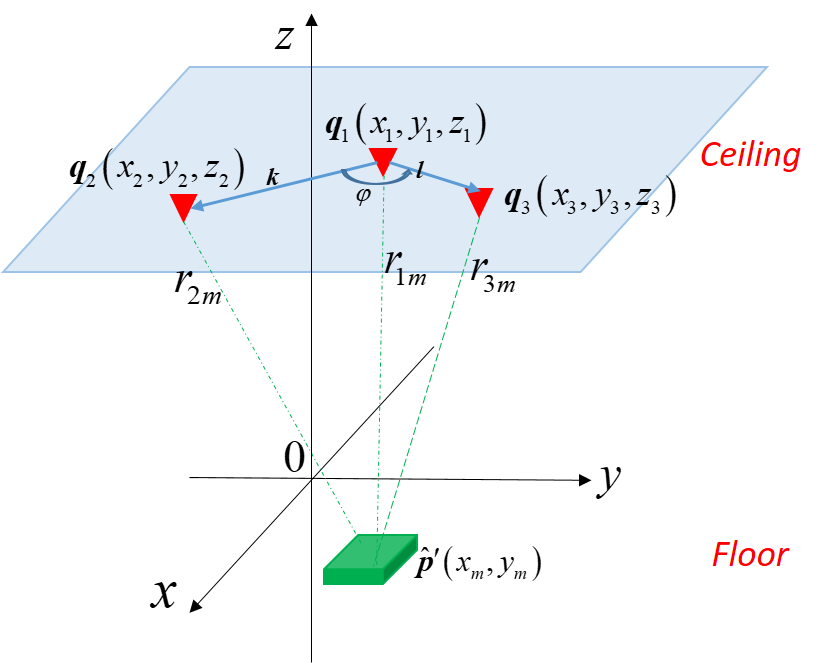 z
q₁(x₁, y₁, z₁)
Ceiling
q₂(x₂, y₂, z₂)
k
l
φ
q₃(x₃, y₃, z₃)
r₂ₘ
r₁ₘ
r₃ₘ
0
y
p̂′(xₘ, yₘ)
Floor
x